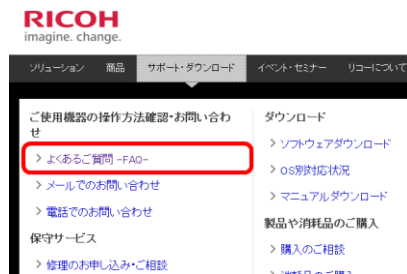 RICOH
imagine. change.
ソリューション 商品 サポート・ダウンロード イベント・セミナー リコーについて
ご使用機器の操作方法確認・お問い合わ
せ
> よくあるご質問 -FAQ-
> メールでのお問い合わせ
> 電話でのお問い合わせ
保守サービス
> 修理のお申し込み・ご相談
ダウンロード
> ソフトウェアダウンロード
> OS別対応状況
> マニュアルダウンロード
製品や消耗品のご購入
> 購入のご相談